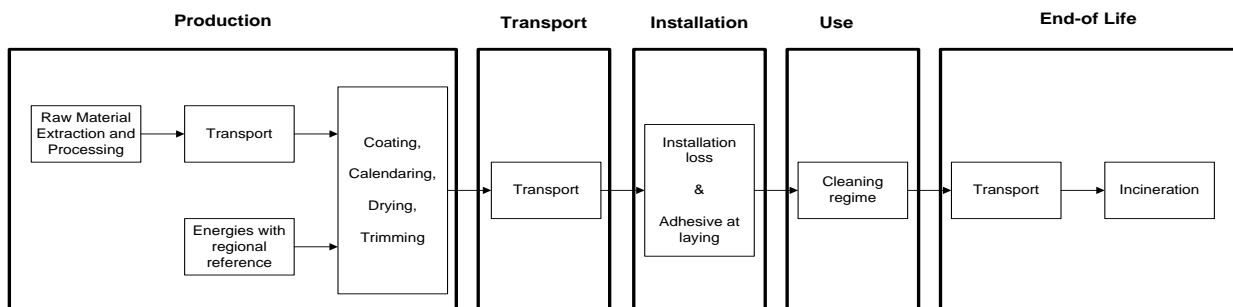 Production
Transport
Installation
Use
End-of Life
Raw Material
Extraction and
Processing
Transport
Energies with
regional
reference
Coating,
Calendaring,
Drying,
Trimming
Transport
Installation
loss
&
Adhesive at
laying
Cleaning
regime
Transport
Incineration